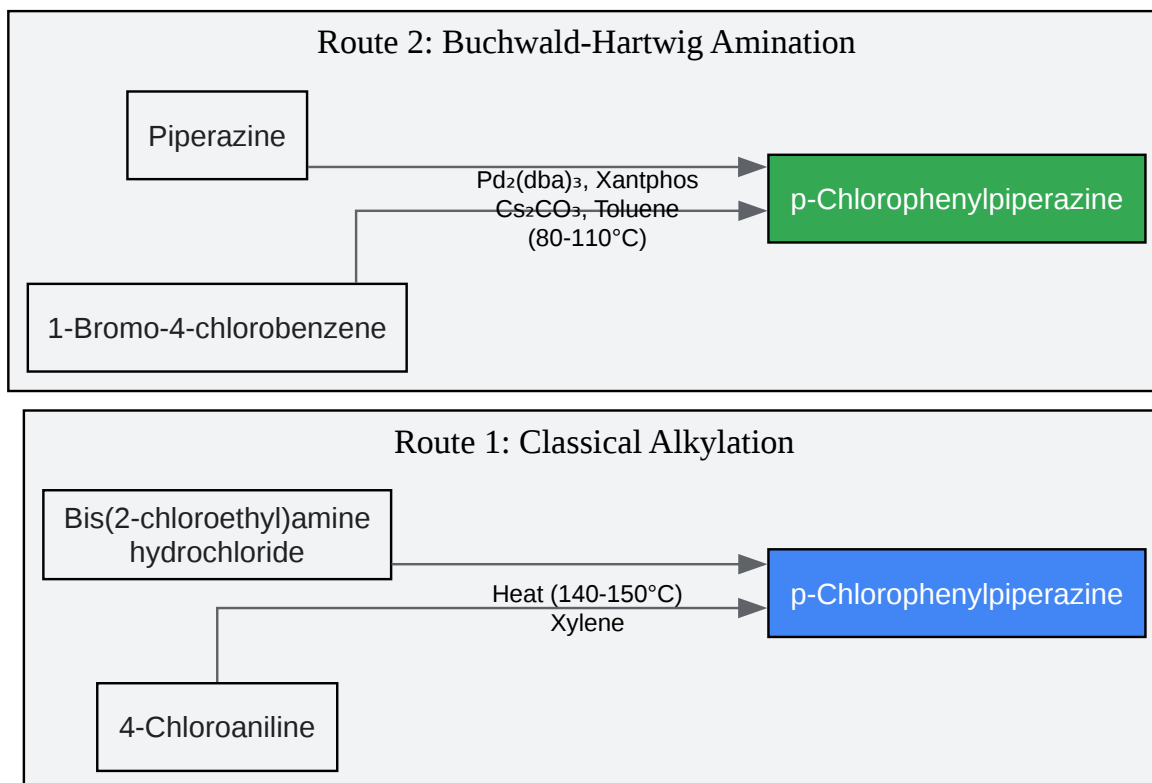 Route 2: Buchwald-Hartwig Amination
Piperazine
Pd₂(dba)₃, Xantphos
Cs₂CO₃, Toluene
(80-110°C)
p-Chlorophenylpiperazine
1-Bromo-4-chlorobenzene
Route 1: Classical Alkylation
Bis(2-chloroethyl)amine
hydrochloride
Heat (140-150°C)
Xylene
p-Chlorophenylpiperazine
4-Chloroaniline